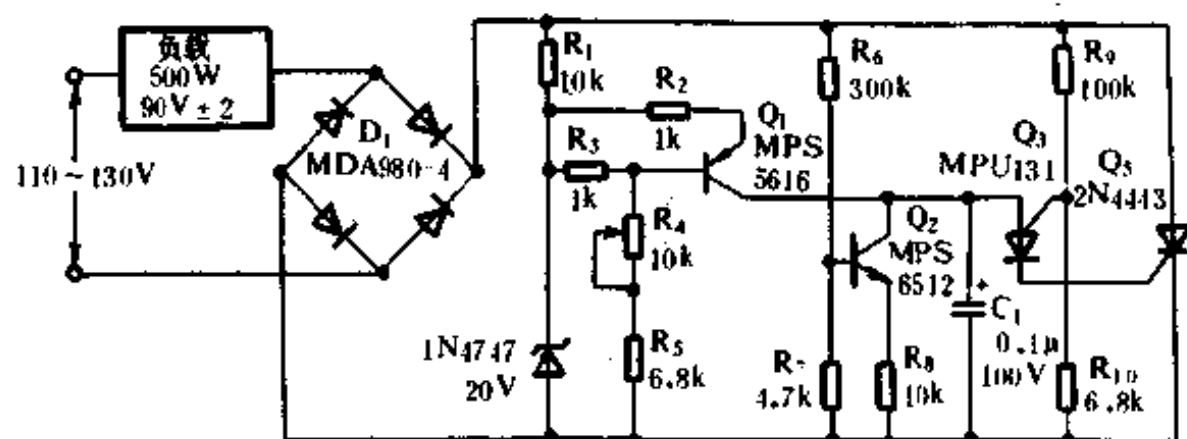 负载
500W
90V ± 2
110~130V
D₁
MDA980-4
R₁
10k
R₂
1k
R₃
1k
R₄
10k
R₅
6.8k
1N4747
20V
Q₁
MPS
5616
R₆
300k
Q₂
MPS
6512
R₇
4.7k
R₈
10k
+
C₁
0.1μ
100V
Q₃
MPU131
R₉
100k
Q₅
2N4443
R₁₀
6.8k